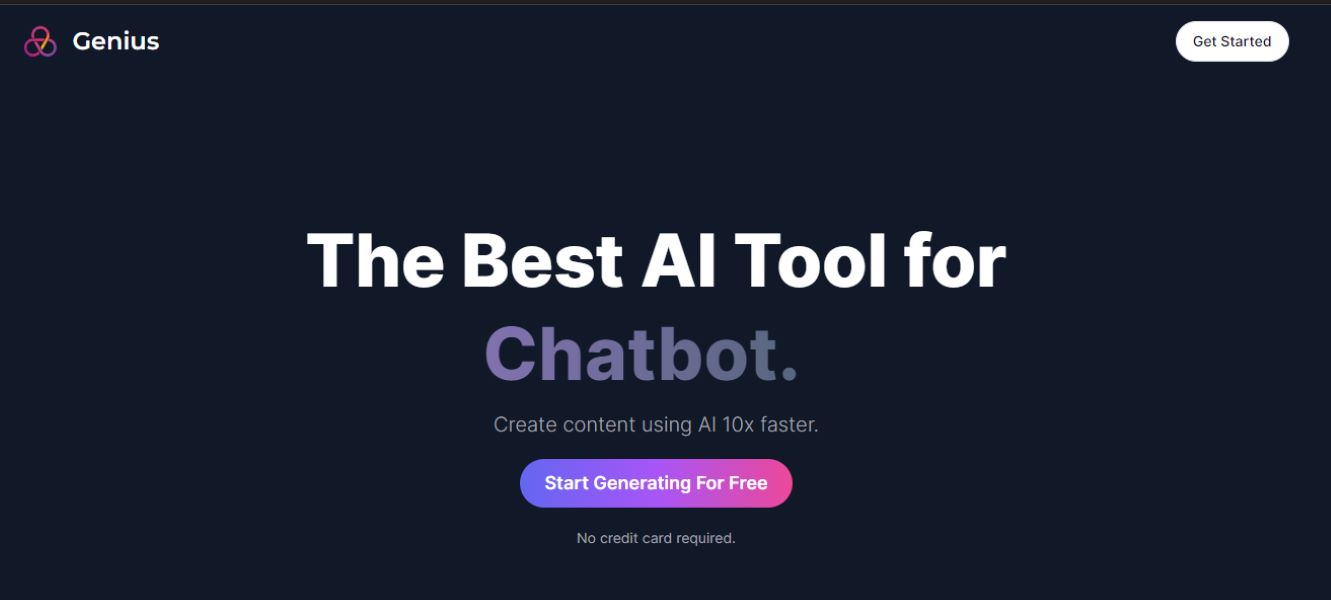 Genius
Get Started
The Best AI Tool for
Chatbot.
Create content using AI 10x faster.
Start Generating For Free
No credit card required.